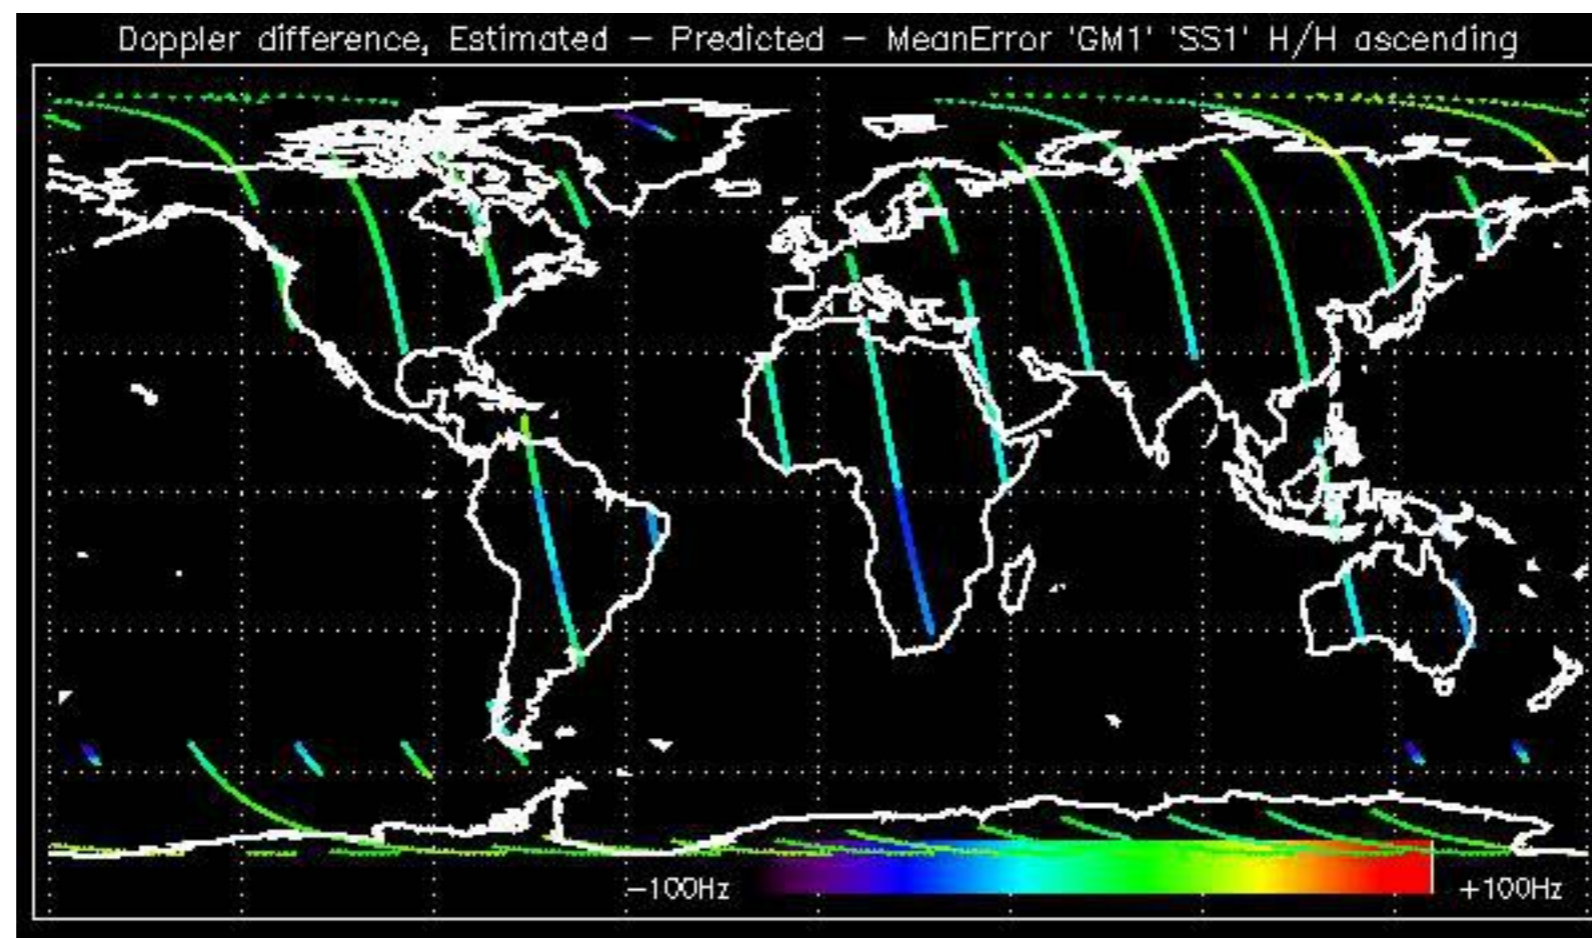 Doppler difference, Estimated — Predicted — MeanError 'GM1' 'SS1' H/H ascending
−100Hz
+100Hz